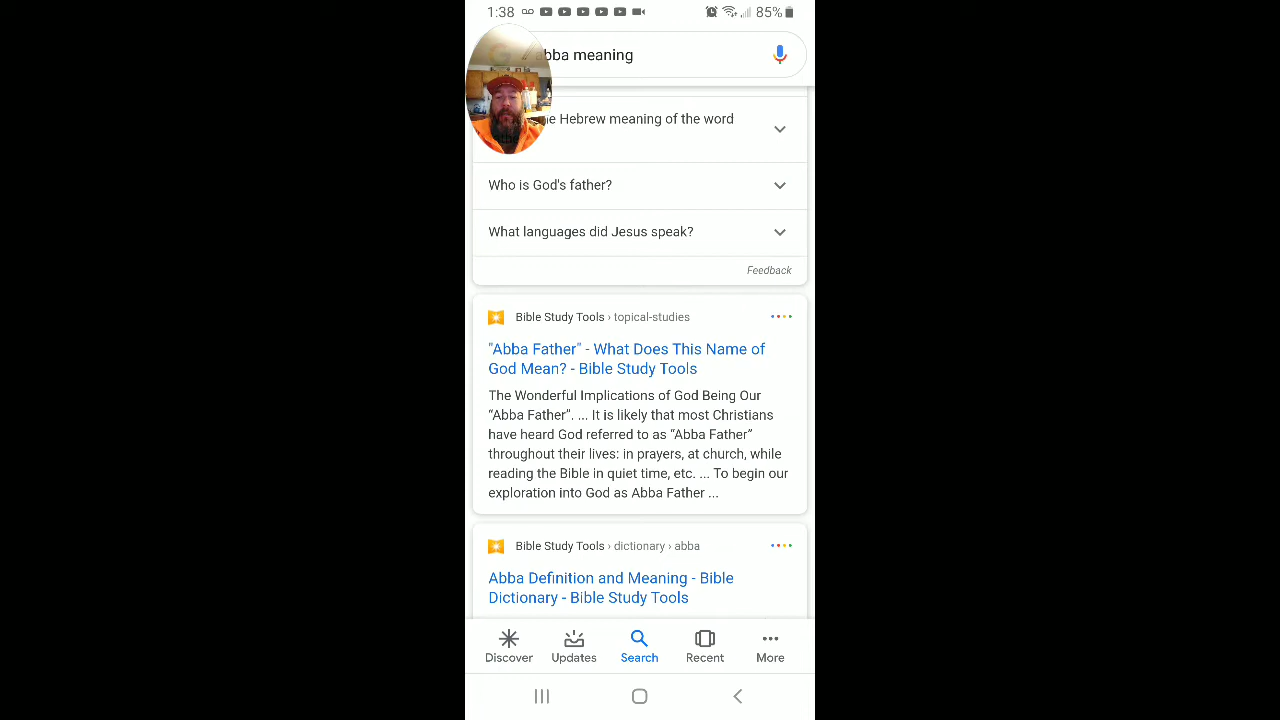 1:38 85%
abba meaning
the Hebrew meaning of the word
Who is God's father?
What languages did Jesus speak?
Feedback
Bible Study Tools › topical-studies
"Abba Father" - What Does This Name of
God Mean? - Bible Study Tools
The Wonderful Implications of God Being Our
“Abba Father”. ... It is likely that most Christians
have heard God referred to as “Abba Father”
throughout their lives: in prayers, at church, while
reading the Bible in quiet time, etc. ... To begin our
exploration into God as Abba Father ...
Bible Study Tools › dictionary › abba
Abba Definition and Meaning - Bible
Dictionary - Bible Study Tools
Discover Updates Search Recent More